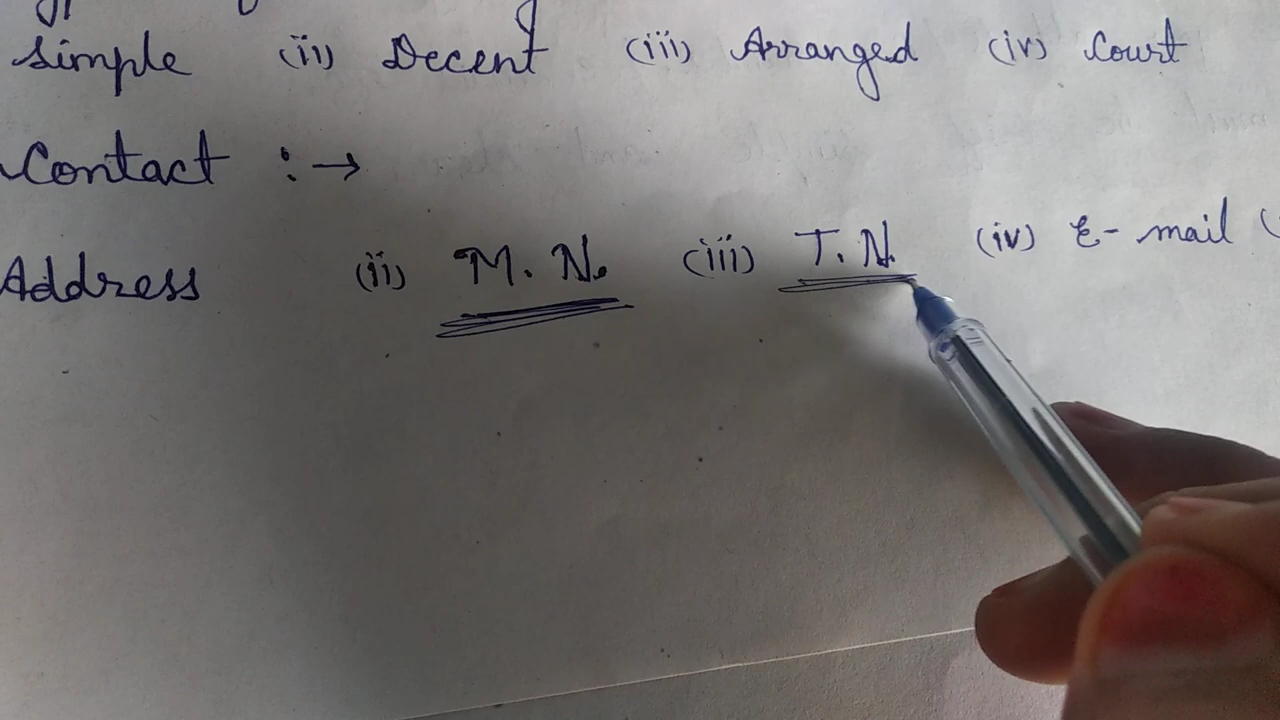 simple (ii) Decent (iii) Arranged (iv) Court
Contact :→
Address (ii) M. N. (iii) T. N. (iv) E-mail (